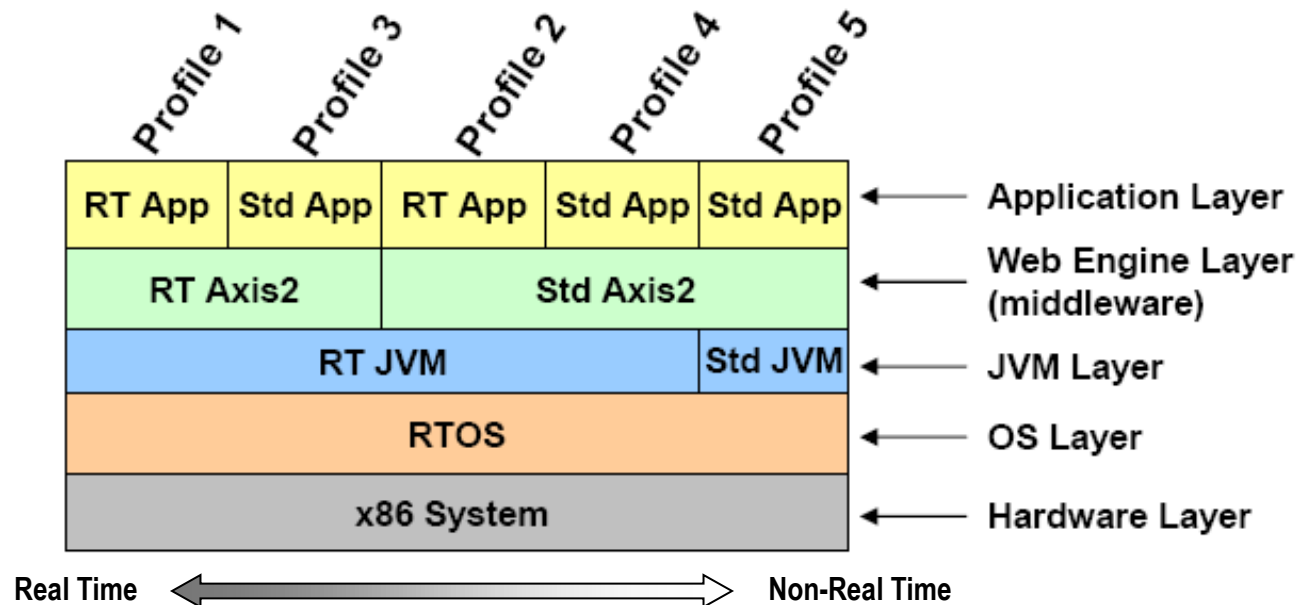 Profile 1
Profile 3
Profile 2
Profile 4
Profile 5
RT App
Std App
RT App
Std App
Std App
Application Layer
RT Axis2
Std Axis2
Web Engine Layer
(middleware)
RT JVM
Std JVM
JVM Layer
RTOS
OS Layer
x86 System
Hardware Layer
Real Time
Non-Real Time